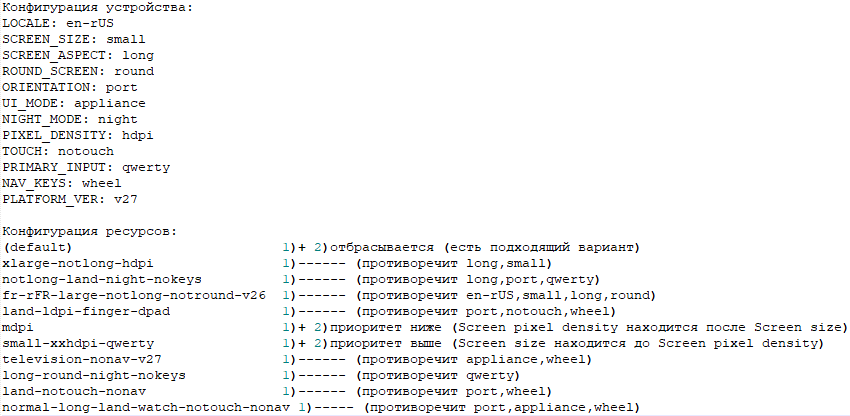 Конфигурация устройства:
LOCALE: en-rUS
SCREEN_SIZE: small
SCREEN_ASPECT: long
ROUND_SCREEN: round
ORIENTATION: port
UI_MODE: appliance
NIGHT_MODE: night
PIXEL_DENSITY: hdpi
TOUCH: notouch
PRIMARY_INPUT: qwerty
NAV_KEYS: wheel
PLATFORM_VER: v27
Конфигурация ресурсов:
(default) 1)+ 2)отбрасывается (есть подходящий вариант)
xlarge-notlong-hdpi 1)------ (противоречит long,small)
notlong-land-night-nokeys 1)------ (противоречит long,port,qwerty)
fr-rFR-large-notlong-notround-v26 1)------ (противоречит en-rUS,small,long,round)
land-ldpi-finger-dpad 1)------ (противоречит port,notouch,wheel)
mdpi 1)+ 2)приоритет ниже (Screen pixel density находится после Screen size)
small-xxhdpi-qwerty 1)+ 2)приоритет выше (Screen size находится до Screen pixel density)
television-nonav-v27 1)------ (противоречит appliance,wheel)
long-round-night-nokeys 1)------ (противоречит qwerty)
land-notouch-nonav 1)------ (противоречит port,wheel)
normal-long-land-watch-notouch-nonav 1)----- (противоречит port,appliance,wheel)